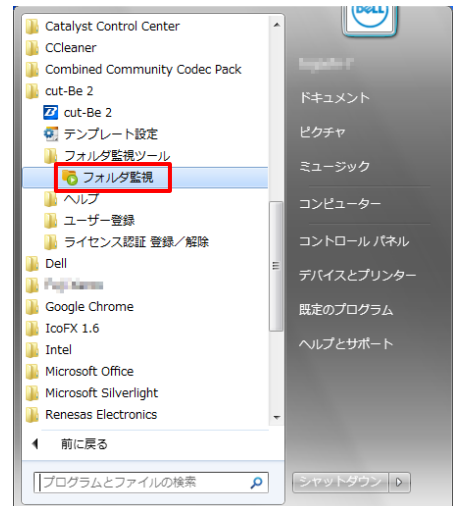 Catalyst Control Center
CCleaner
Combined Community Codec Pack
cut-Be 2
cut-Be 2
テンプレート設定
フォルダ監視ツール
フォルダ監視
ヘルプ
ユーザー登録
ライセンス認証 登録／解除
Dell
Google Chrome
IcoFX 1.6
Intel
Microsoft Office
Microsoft Silverlight
Renesas Electronics
前に戻る
プログラムとファイルの検索
DELL
ドキュメント
ピクチャ
ミュージック
コンピューター
コントロール パネル
デバイスとプリンター
既定のプログラム
ヘルプとサポート
シャットダウン